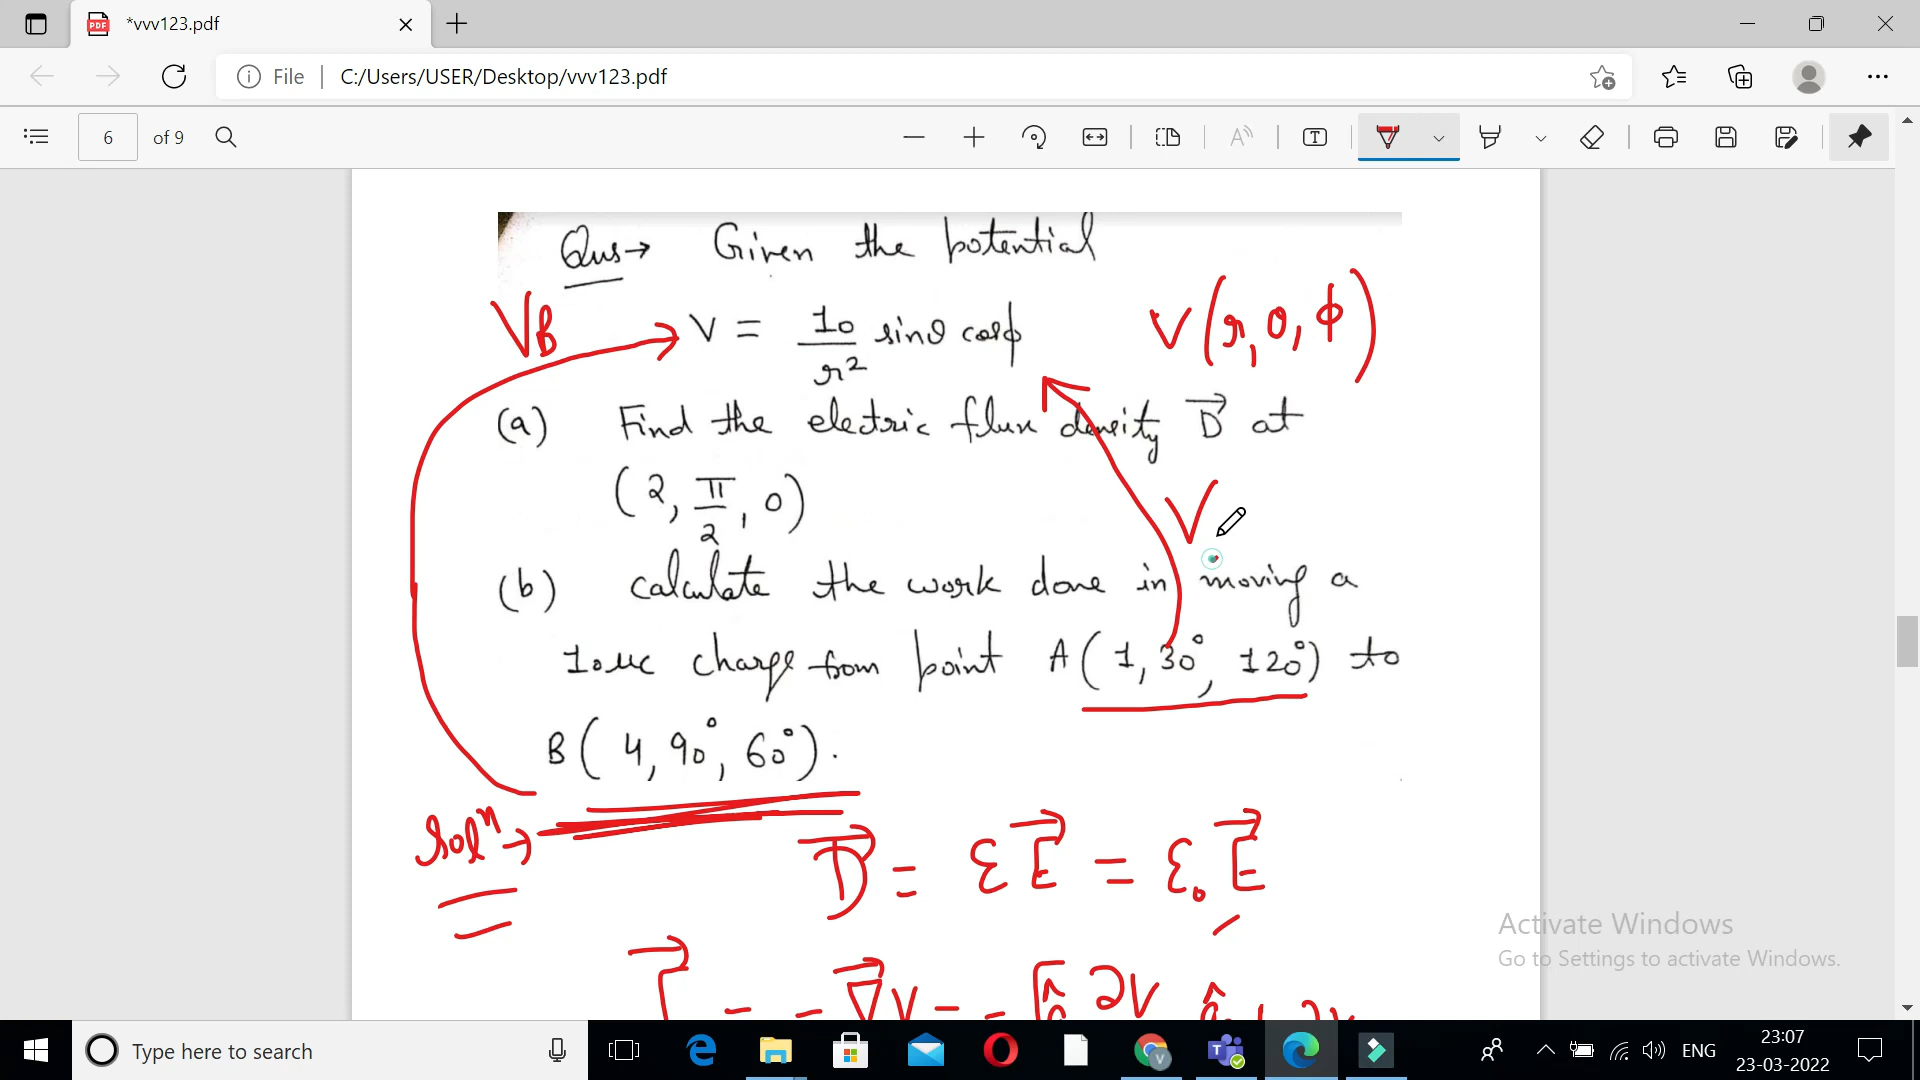 *vvv123.pdf
File C:/Users/USER/Desktop/vvv123.pdf
6 of 9
Qus→ Given the potential
VB V = 10/r² sinθ cosϕ V(r, θ, ϕ)
(a) Find the electric flux density D⃗ at
(2, π/2, 0)
V
(b) calculate the work done in moving a
10μc charge from point A(1, 30°, 120°) to
B(4, 90°, 60°).
Solⁿ→ D⃗ = εE⃗ = ε₀E⃗
Activate Windows
Go to Settings to activate Windows.
Type here to search
ENG
23:07
23-03-2022